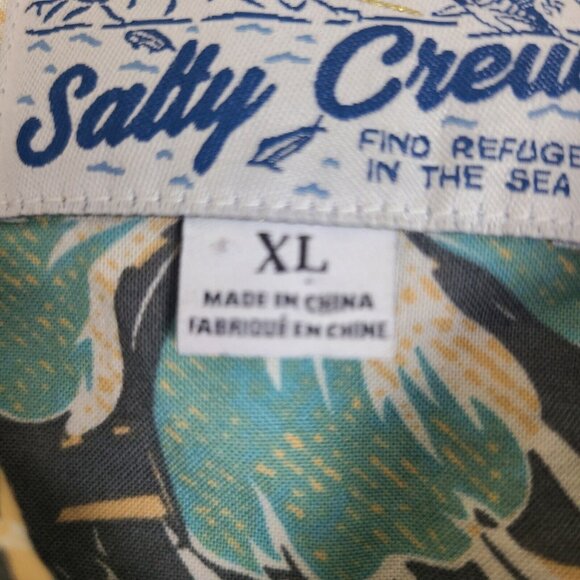 Salty Crew
FIND REFUGE
IN THE SEA
XL
MADE IN CHINA
FABRIQUÉ EN CHINE